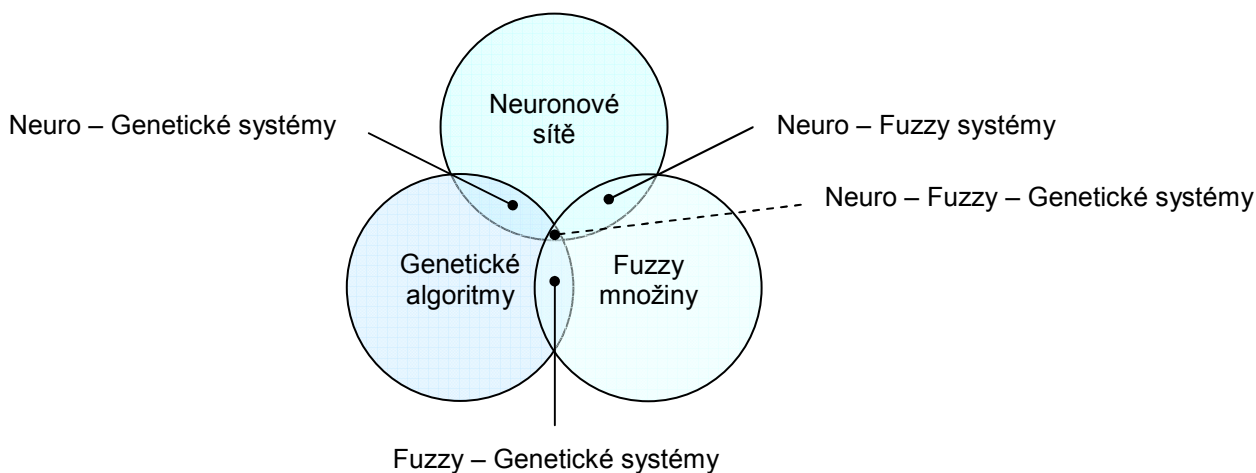 Neuronové
sítě
Neuro – Genetické systémy
Neuro – Fuzzy systémy
Neuro – Fuzzy – Genetické systémy
Genetické
algoritmy
Fuzzy
množiny
Fuzzy – Genetické systémy